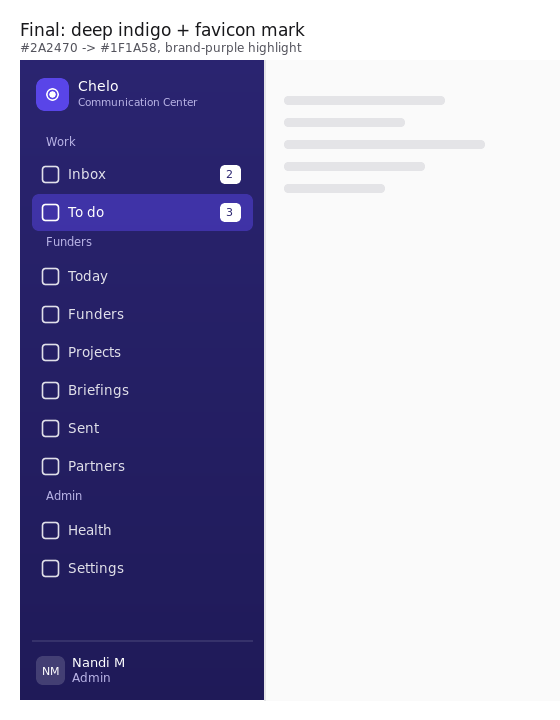 Final: deep indigo + favicon mark
#2A2470 -> #1F1A58, brand-purple highlight
Chelo
Communication Center
Work
Inbox 2
To do 3
Funders
Today
Funders
Projects
Briefings
Sent
Partners
Admin
Health
Settings
NM
Nandi M
Admin